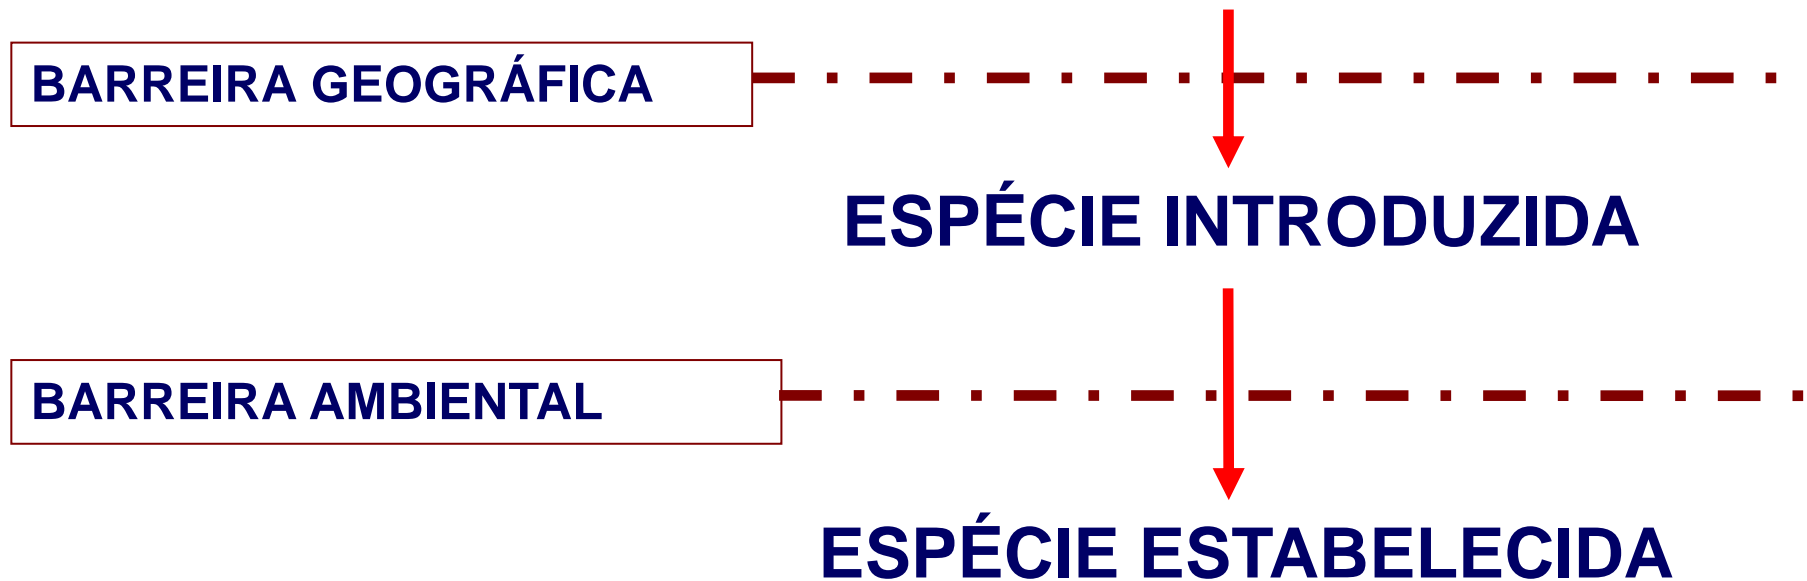 BARREIRA GEOGRÁFICA
ESPÉCIE INTRODUZIDA
BARREIRA AMBIENTAL
ESPÉCIE ESTABELECIDA